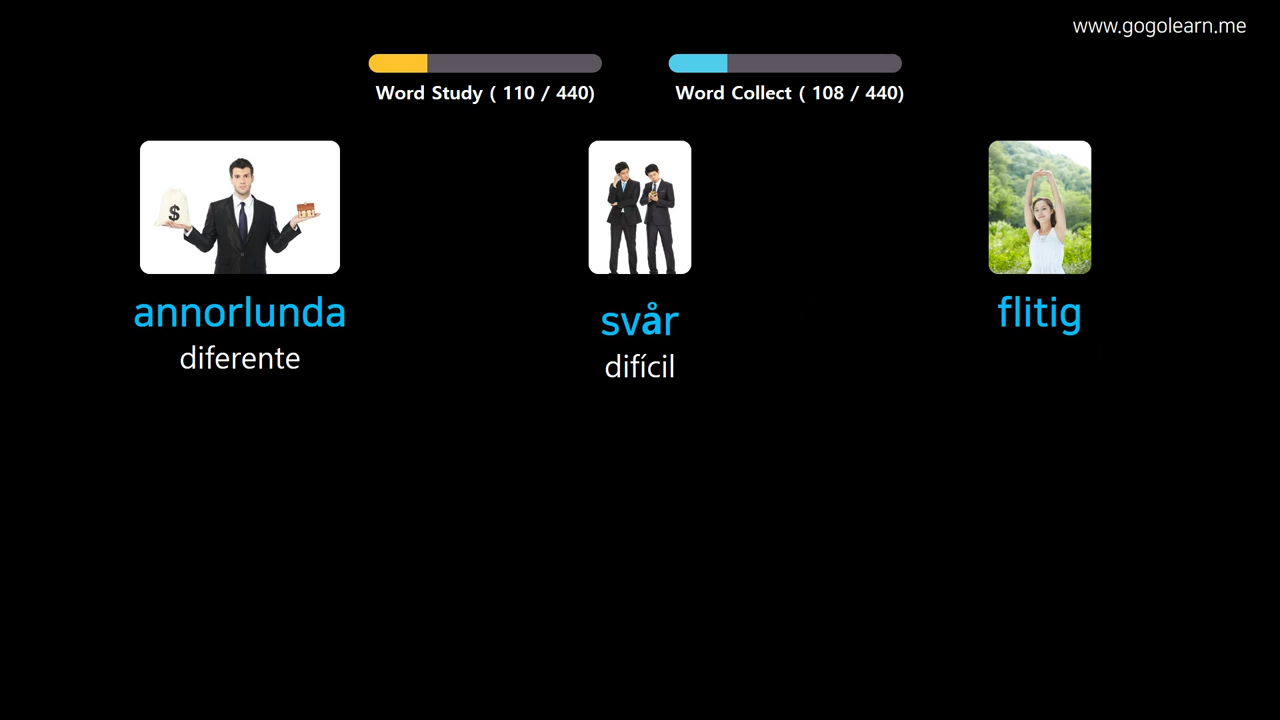 www.gogolearn.me
Word Study ( 110 / 440)
Word Collect ( 108 / 440)
$
annorlunda
svår
flitig
diferente
difícil